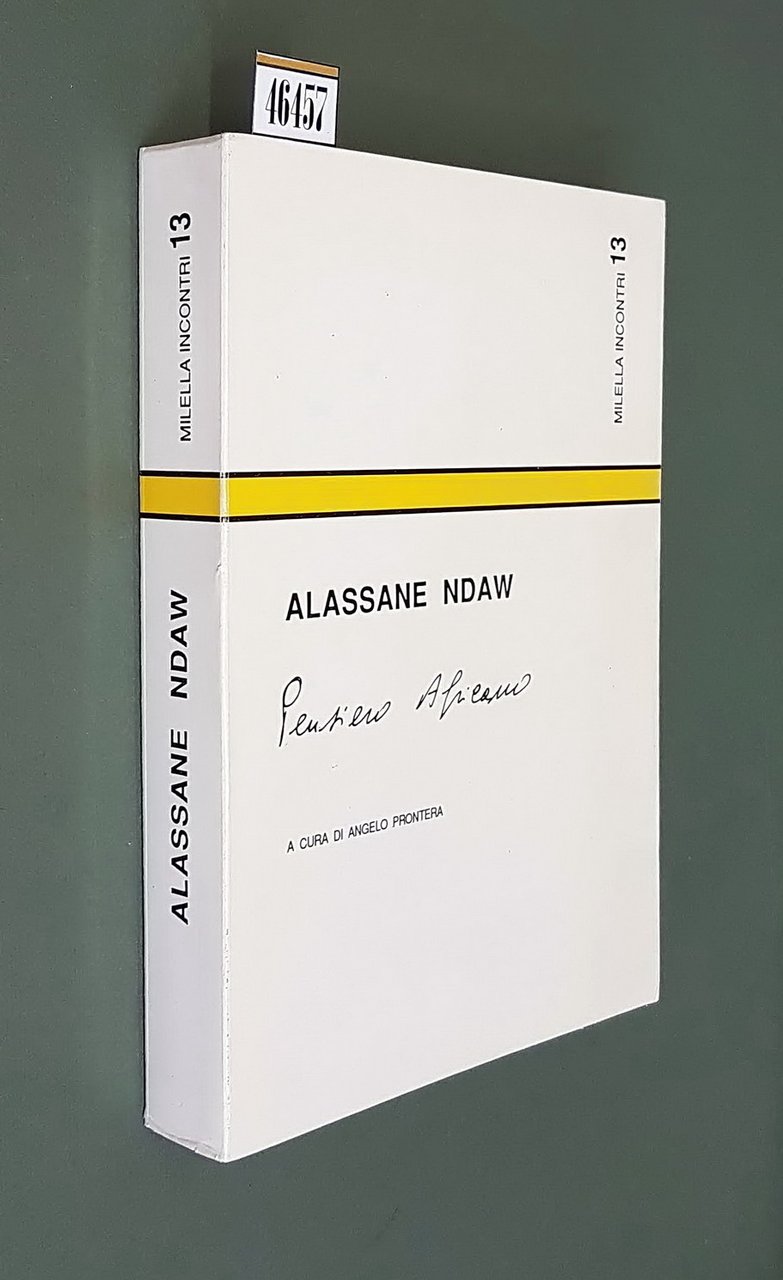 46457
MILELLA INCONTRI 13
ALASSANE NDAW
MILELLA INCONTRI 13
ALASSANE NDAW
Pensiero Africano
A CURA DI ANGELO PRONTERA